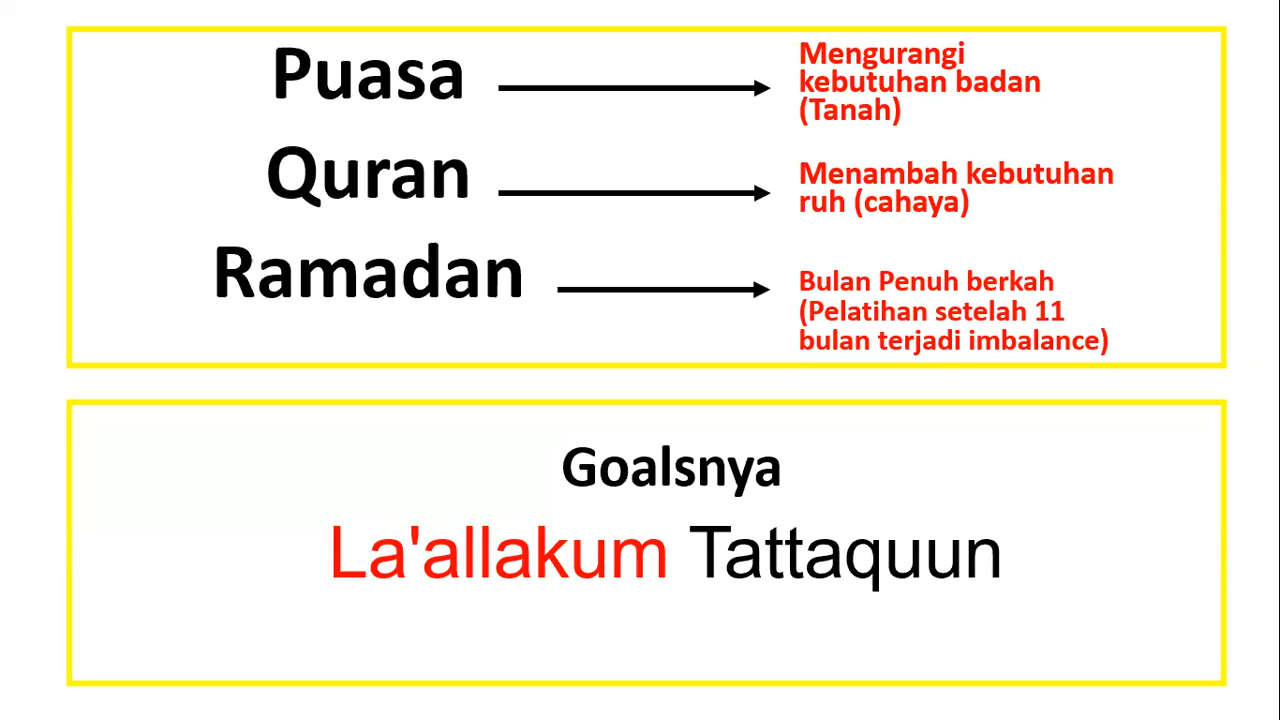 Puasa
Mengurangi
kebutuhan badan
(Tanah)
Quran
Menambah kebutuhan
ruh (cahaya)
Ramadan
Bulan Penuh berkah
(Pelatihan setelah 11
bulan terjadi imbalance)
Goalsnya
La'allakum Tattaquun